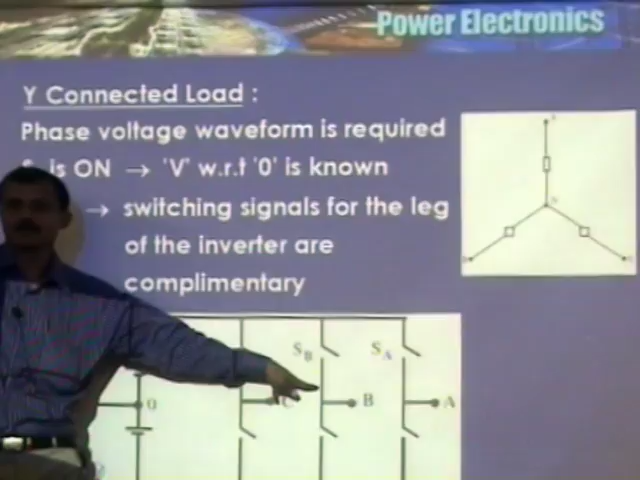 Power Electronics
Y Connected Load :
Phase voltage waveform is required
is ON → 'V' w.r.t '0' is known
→ switching signals for the leg
of the inverter are
complimentary
S_B S_A
0 C B A